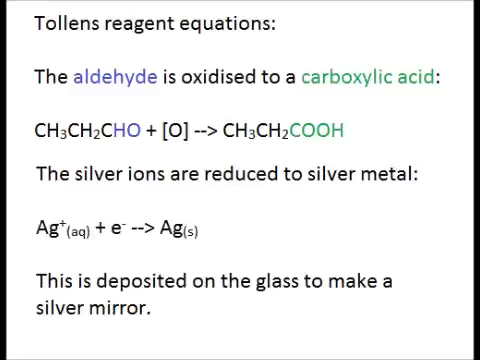 Tollens reagent equations:
The aldehyde is oxidised to a carboxylic acid:
CH₃CH₂CHO + [O] --> CH₃CH₂COOH
The silver ions are reduced to silver metal:
Ag⁺₍aq₎ + e⁻ --> Ag₍s₎
This is deposited on the glass to make a
silver mirror.